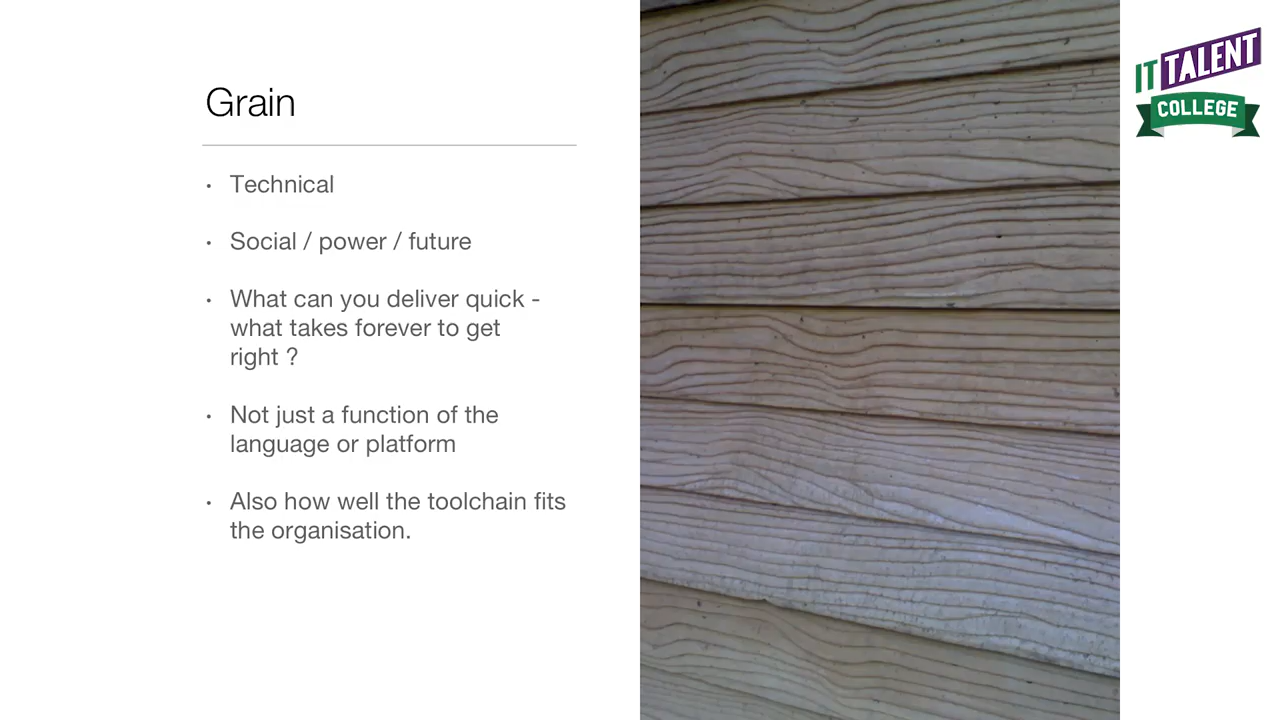 Grain
• Technical
• Social / power / future
• What can you deliver quick -
what takes forever to get
right ?
• Not just a function of the
language or platform
• Also how well the toolchain fits
the organisation.
IT TALENT
COLLEGE